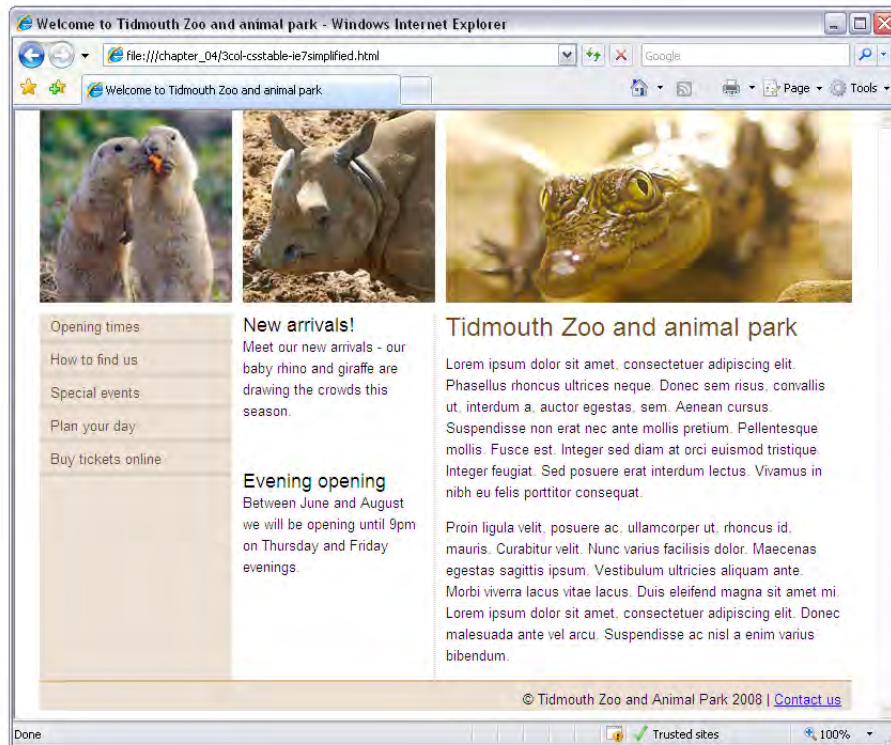 Welcome to Tidmouth Zoo and animal park - Windows Internet Explorer
file:///chapter_04/3col-csstable-ie7simplified.html
Google
Welcome to Tidmouth Zoo and animal park
Page
Tools
Opening times
How to find us
Special events
Plan your day
Buy tickets online
New arrivals!
Meet our new arrivals - our
baby rhino and giraffe are
drawing the crowds this
season.
Evening opening
Between June and August
we will be opening until 9pm
on Thursday and Friday
evenings.
Tidmouth Zoo and animal park
Lorem ipsum dolor sit amet, consectetuer adipiscing elit.
Phasellus rhoncus ultrices neque. Donec sem risus, convallis
ut, interdum a, auctor egestas, sem. Aenean cursus.
Suspendisse non erat nec ante mollis pretium. Pellentesque
mollis. Fusce est. Integer sed diam at orci euismod tristique.
Integer feugiat. Sed posuere erat interdum lectus. Vivamus in
nibh eu felis porttitor consequat.
Proin ligula velit, posuere ac, ullamcorper ut, rhoncus id,
mauris. Curabitur velit. Nunc varius facilisis dolor. Maecenas
egestas sagittis ipsum. Vestibulum ultricies aliquam ante.
Morbi viverra lacus vitae lacus. Duis eleifend magna sit amet mi.
Lorem ipsum dolor sit amet, consectetuer adipiscing elit. Donec
malesuada ante vel arcu. Suspendisse ac nisl a enim varius
bibendum.
© Tidmouth Zoo and Animal Park 2008 | Contact us
Done
Trusted sites
100%